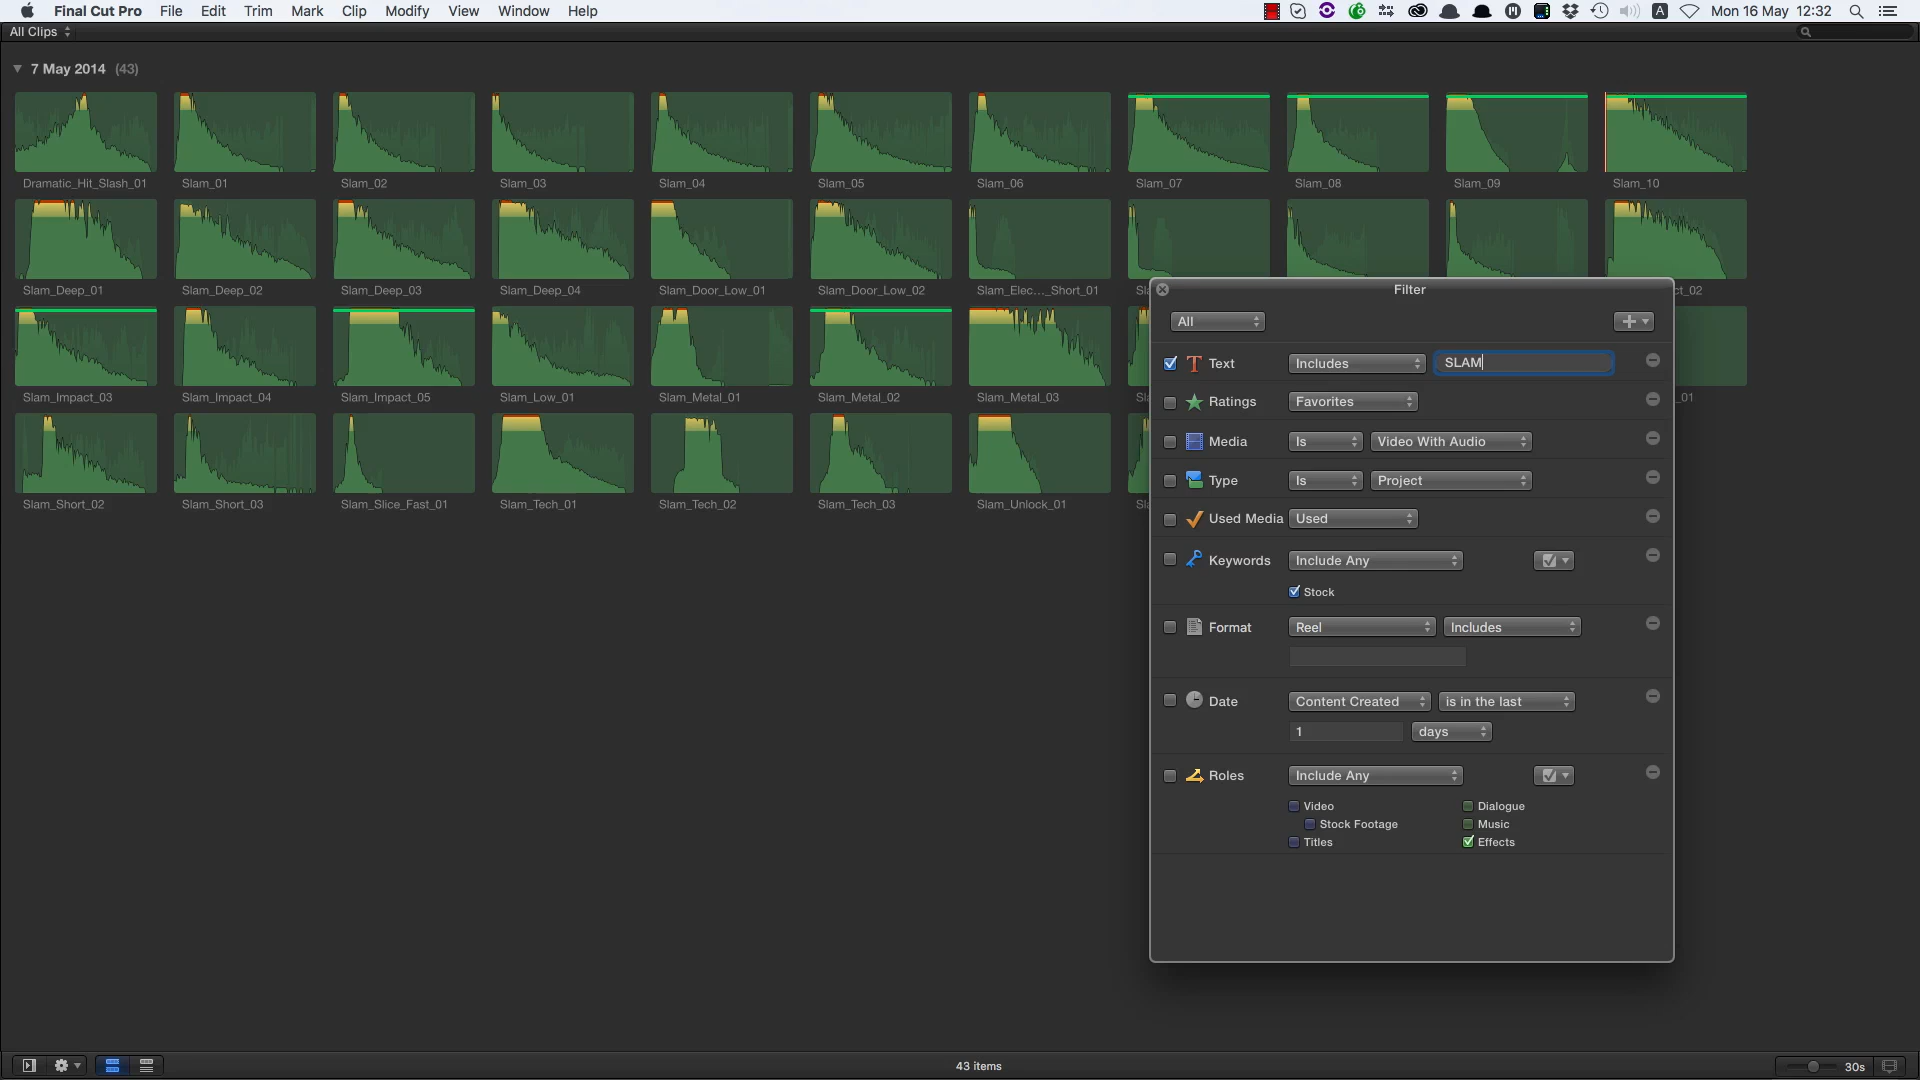 Final Cut Pro File Edit Trim Mark Clip Modify View Window Help A Mon 16 May 12:32
All Clips
7 May 2014 (43)
Dramatic_Hit_Slash_01 Slam_01 Slam_02 Slam_03 Slam_04 Slam_05 Slam_06 Slam_07 Slam_08 Slam_09 Slam_10
Slam_Deep_01 Slam_Deep_02 Slam_Deep_03 Slam_Deep_04 Slam_Door_Low_01 Slam_Door_Low_02 Slam_Elec..._Short_01
Slam_Impact_03 Slam_Impact_04 Slam_Impact_05 Slam_Low_01 Slam_Metal_01 Slam_Metal_02 Slam_Metal_03
Slam_Short_02 Slam_Short_03 Slam_Slice_Fast_01 Slam_Tech_01 Slam_Tech_02 Slam_Tech_03 Slam_Unlock_01
Filter
All
Text Includes SLAM
Ratings Favorites
Media Is Video With Audio
Type Is Project
Used Media Used
Keywords Include Any
Stock
Format Reel Includes
Date Content Created is in the last
1 days
Roles Include Any
Video Dialogue
Stock Footage Music
Titles Effects
43 items
30s